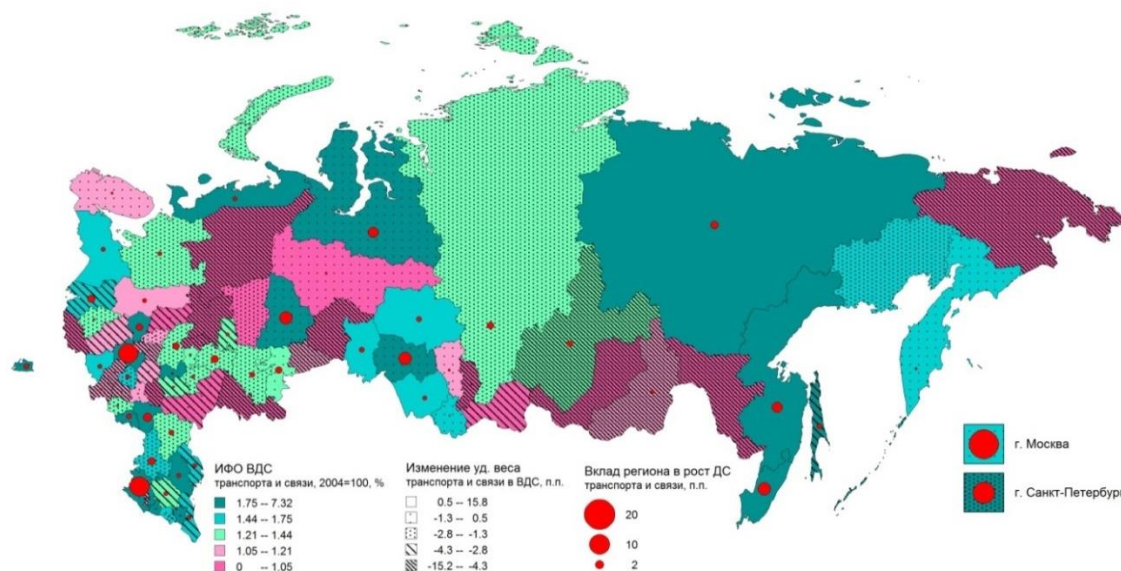 г. Москва
г. Санкт-Петербург
ИФО ВДС
транспорта и связи, 2004=100, %
1.75 -- 7.32
1.44 -- 1.75
1.21 -- 1.44
1.05 -- 1.21
0 -- 1.05
Изменение уд. веса
транспорта и связи в ВДС, п.п.
0.5 -- 15.8
-1.3 -- 0.5
-2.8 -- -1.3
-4.3 -- -2.8
-15.2 -- -4.3
Вклад региона в рост ДС
транспорта и связи, п.п.
20
10
2